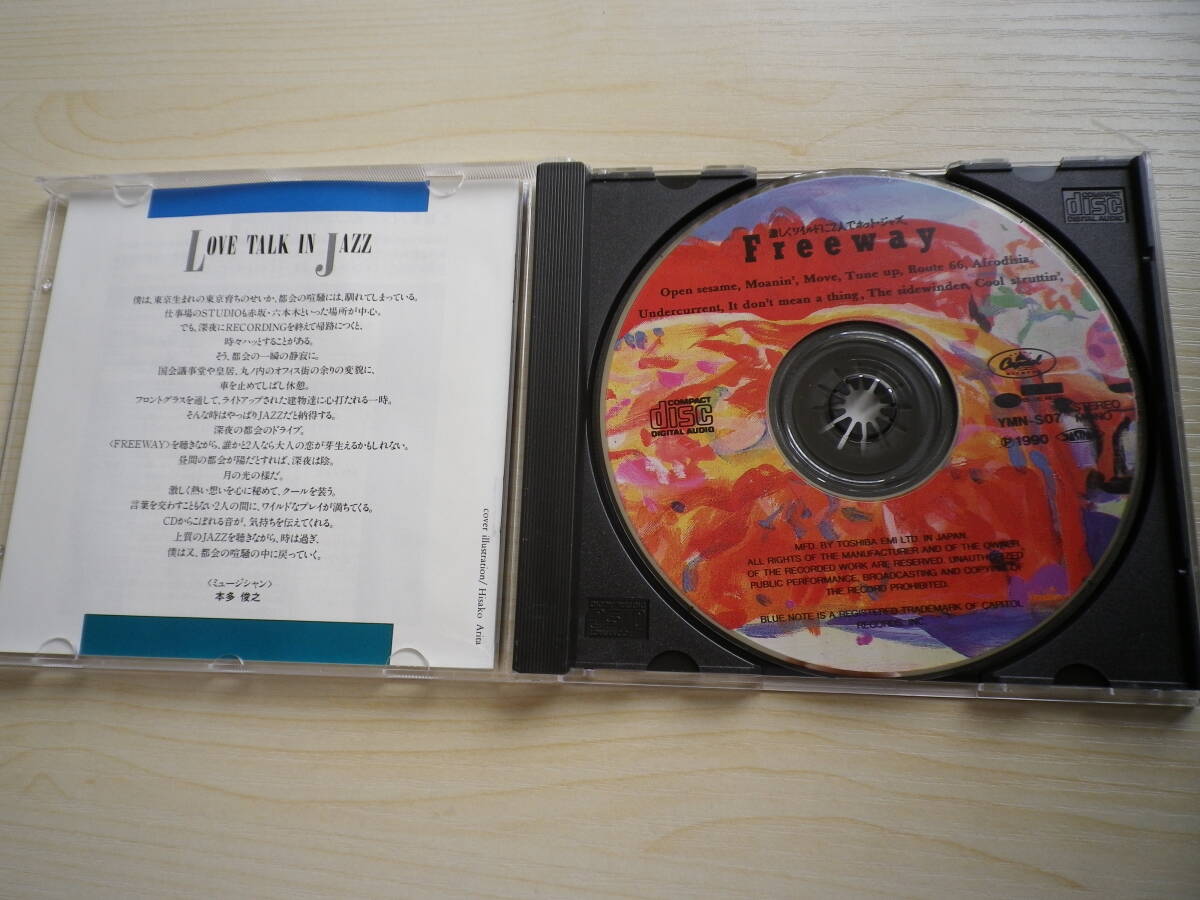 LOVE TALK IN JAZZ
僕は、東京生まれの東京育ちのせいか、都会の喧騒には、馴れてしまっている。
仕事場のSTUDIOも赤坂・六本木といった場所が中心。
でも、深夜にRECORDINGを終えて帰路につくと、
時々ハッとすることがある。
そう、都会の一瞬の静寂に。
国会議事堂や皇居、丸ノ内のオフィス街の余りの変貌に、
車を止めてしばし休憩。
フロントグラスを通して、ライトアップされた建物達に心打たれる一時。
そんな時はやっぱりJAZZだと納得する。
深夜の都会のドライブ。
〈FREEWAY〉を聴きながら、誰かと2人なら大人の恋が芽生えるかもしれない。
昼間の都会が陽だとすれば、深夜は陰。
月の光の様だ。
激しく熱い想いを心に秘めて、クールを装う。
言葉を交わすこともない2人の間に、ワイルドなプレイが満ちてくる。
CDからこぼれる音が、気持ちを伝えてくれる。
上質のJAZZを聴きながら、時は過ぎ、
僕は又、都会の喧騒の中に戻っていく。
〈ミュージシャン〉
本多 俊之
cover illustration/Hisako Arita
激しくワイルドに2人でホット・ジャズ
Freeway
Open sesame, Moanin', Move, Tune up, Route 66, Afrodisia,
Undercurrent, It don't mean a thing, The sidewinder, Cool struttin',
COMPACT
disc
DIGITAL AUDIO
Capitol
YMN-S07
STEREO
MONO
Ⓟ1990
MFD. BY TOSHIBA EMI LTD. IN JAPAN.
ALL RIGHTS OF THE MANUFACTURER AND OF THE OWNER
OF THE RECORDED WORK ARE RESERVED. UNAUTHORIZED
PUBLIC PERFORMANCE, BROADCASTING AND COPYING OF
THE RECORD PROHIBITED.
BLUE NOTE IS A REGISTERED TRADEMARK OF CAPITOL
RECORDS, INC.
COMPACT
disc
DIGITAL AUDIO